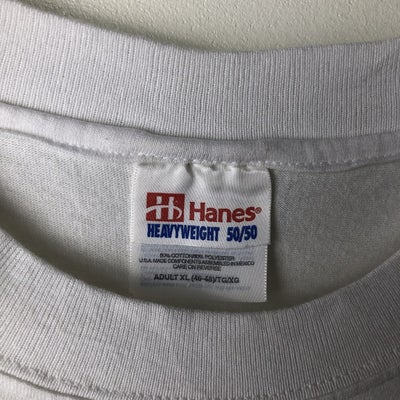 Hanes®
HEAVYWEIGHT 50/50
50% COTTON/50% POLYESTER
U.S.A. MADE COMPONENTS ASSEMBLED IN MEXICO
CARE ON REVERSE
ADULT XL (46-48)/TG/XG